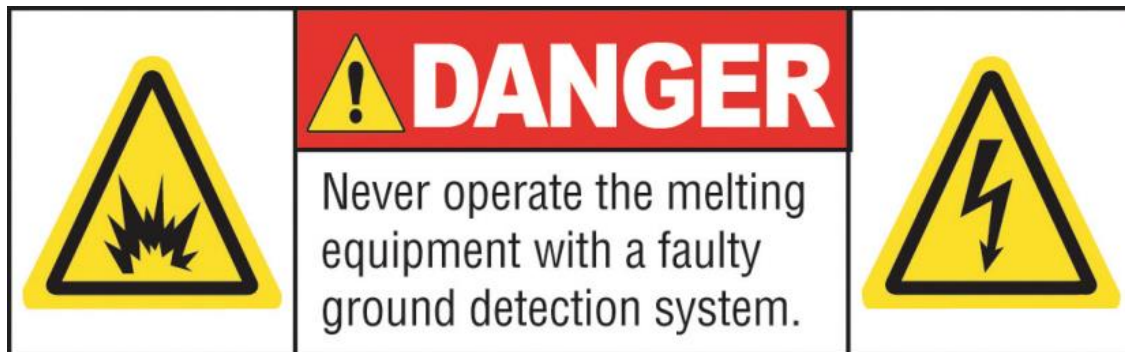 DANGER
Never operate the melting
equipment with a faulty
ground detection system.